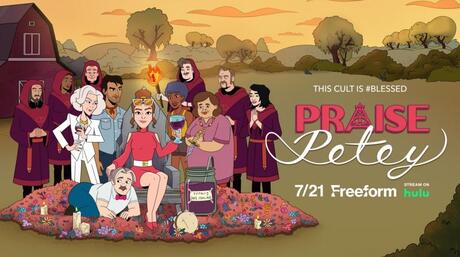 THIS CULT IS #BLESSED
PRAISE
Petey
7/21 Freeform
STREAM ON
hulu